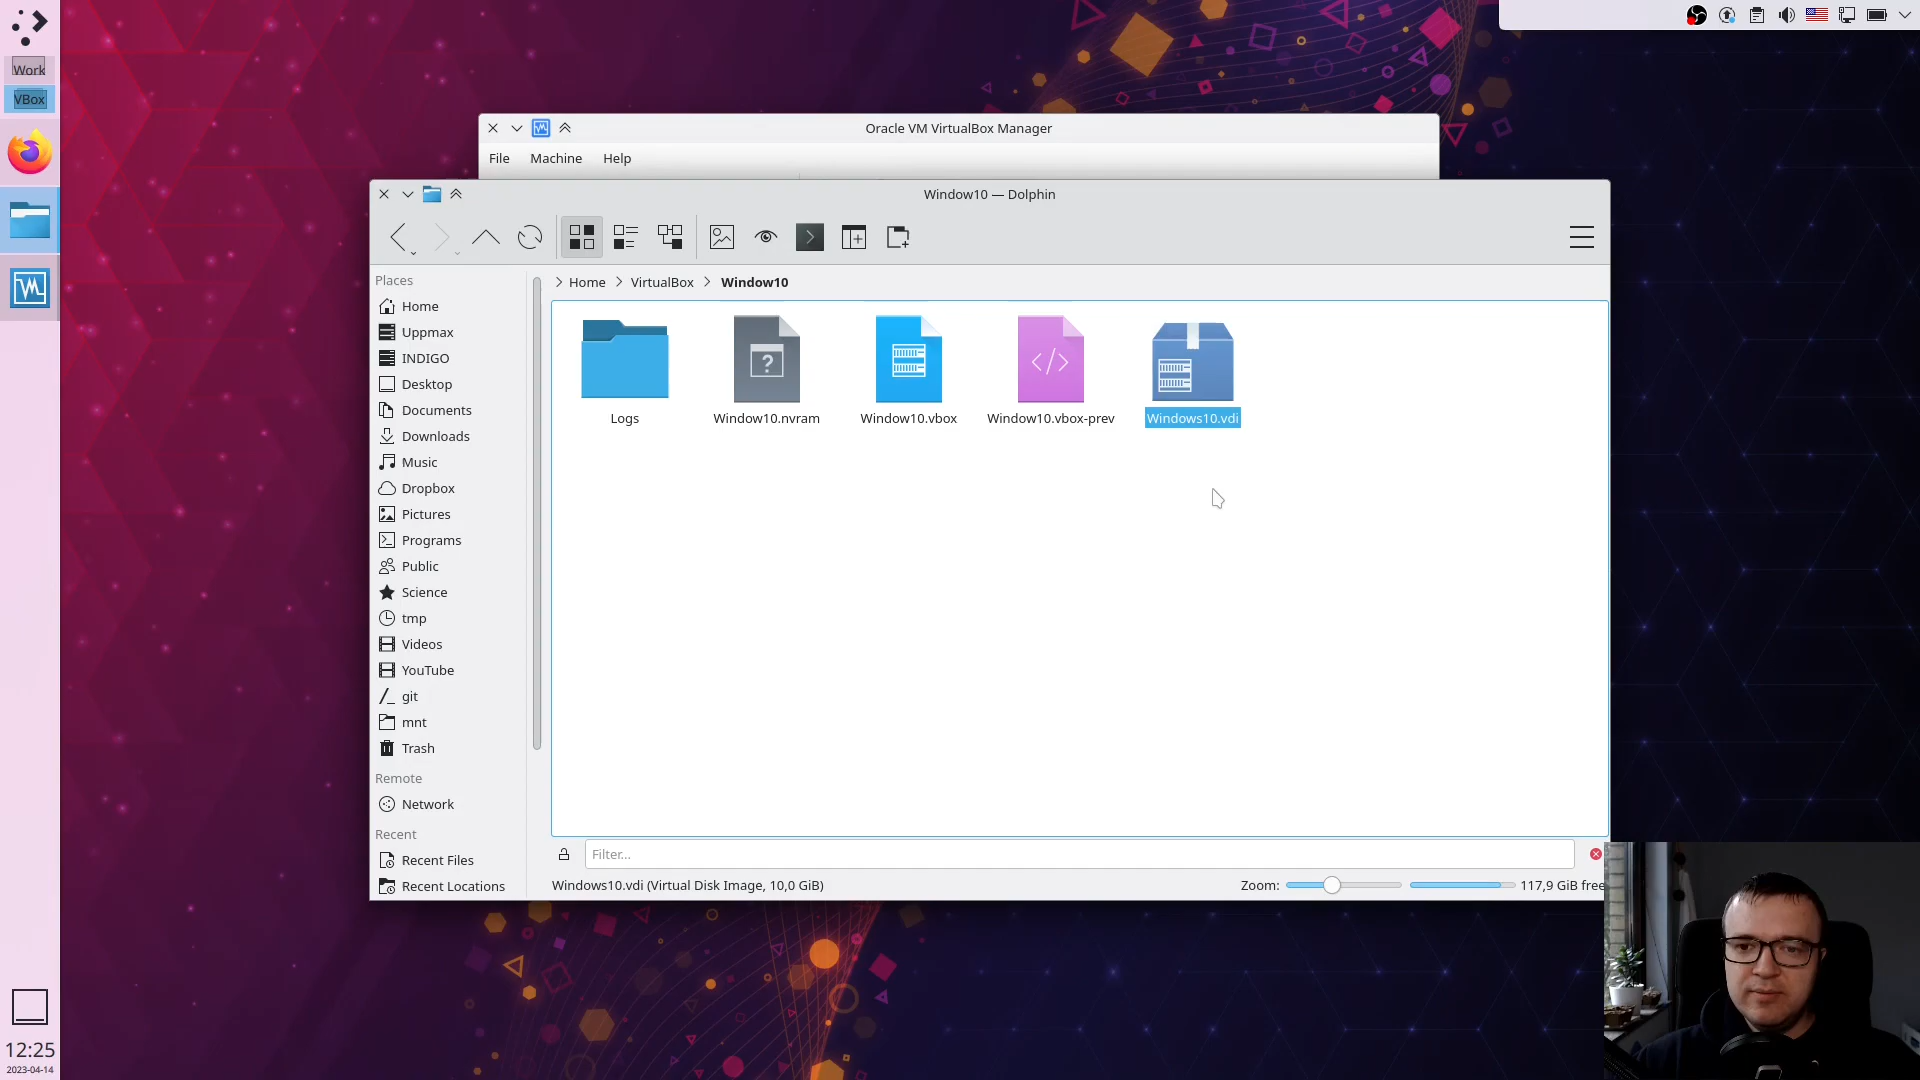 Work
VBox
Oracle VM VirtualBox Manager
File Machine Help
Window10 — Dolphin
Places
Home
Uppmax
INDIGO
Desktop
Documents
Downloads
Music
Dropbox
Pictures
Programs
Public
Science
tmp
Videos
YouTube
git
mnt
Trash
Remote
Network
Recent
Recent Files
Recent Locations
Home VirtualBox Window10
Logs
Window10.nvram
Window10.vbox
Window10.vbox-prev
Windows10.vdi
Filter...
Windows10.vdi (Virtual Disk Image, 10,0 GiB)
Zoom:
117,9 GiB free
12:25
2023-04-14